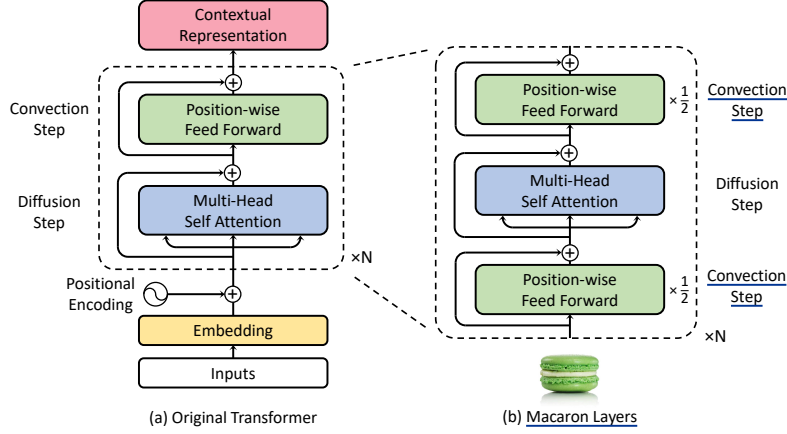 Contextual
Representation
Convection
Step
Position-wise
Feed Forward
Diffusion
Step
Multi-Head
Self Attention
×N
Positional
Encoding
Embedding
Inputs
(a) Original Transformer
Position-wise
Feed Forward
× 1/2
Convection
Step
Multi-Head
Self Attention
Diffusion
Step
Position-wise
Feed Forward
× 1/2
Convection
Step
×N
(b) Macaron Layers